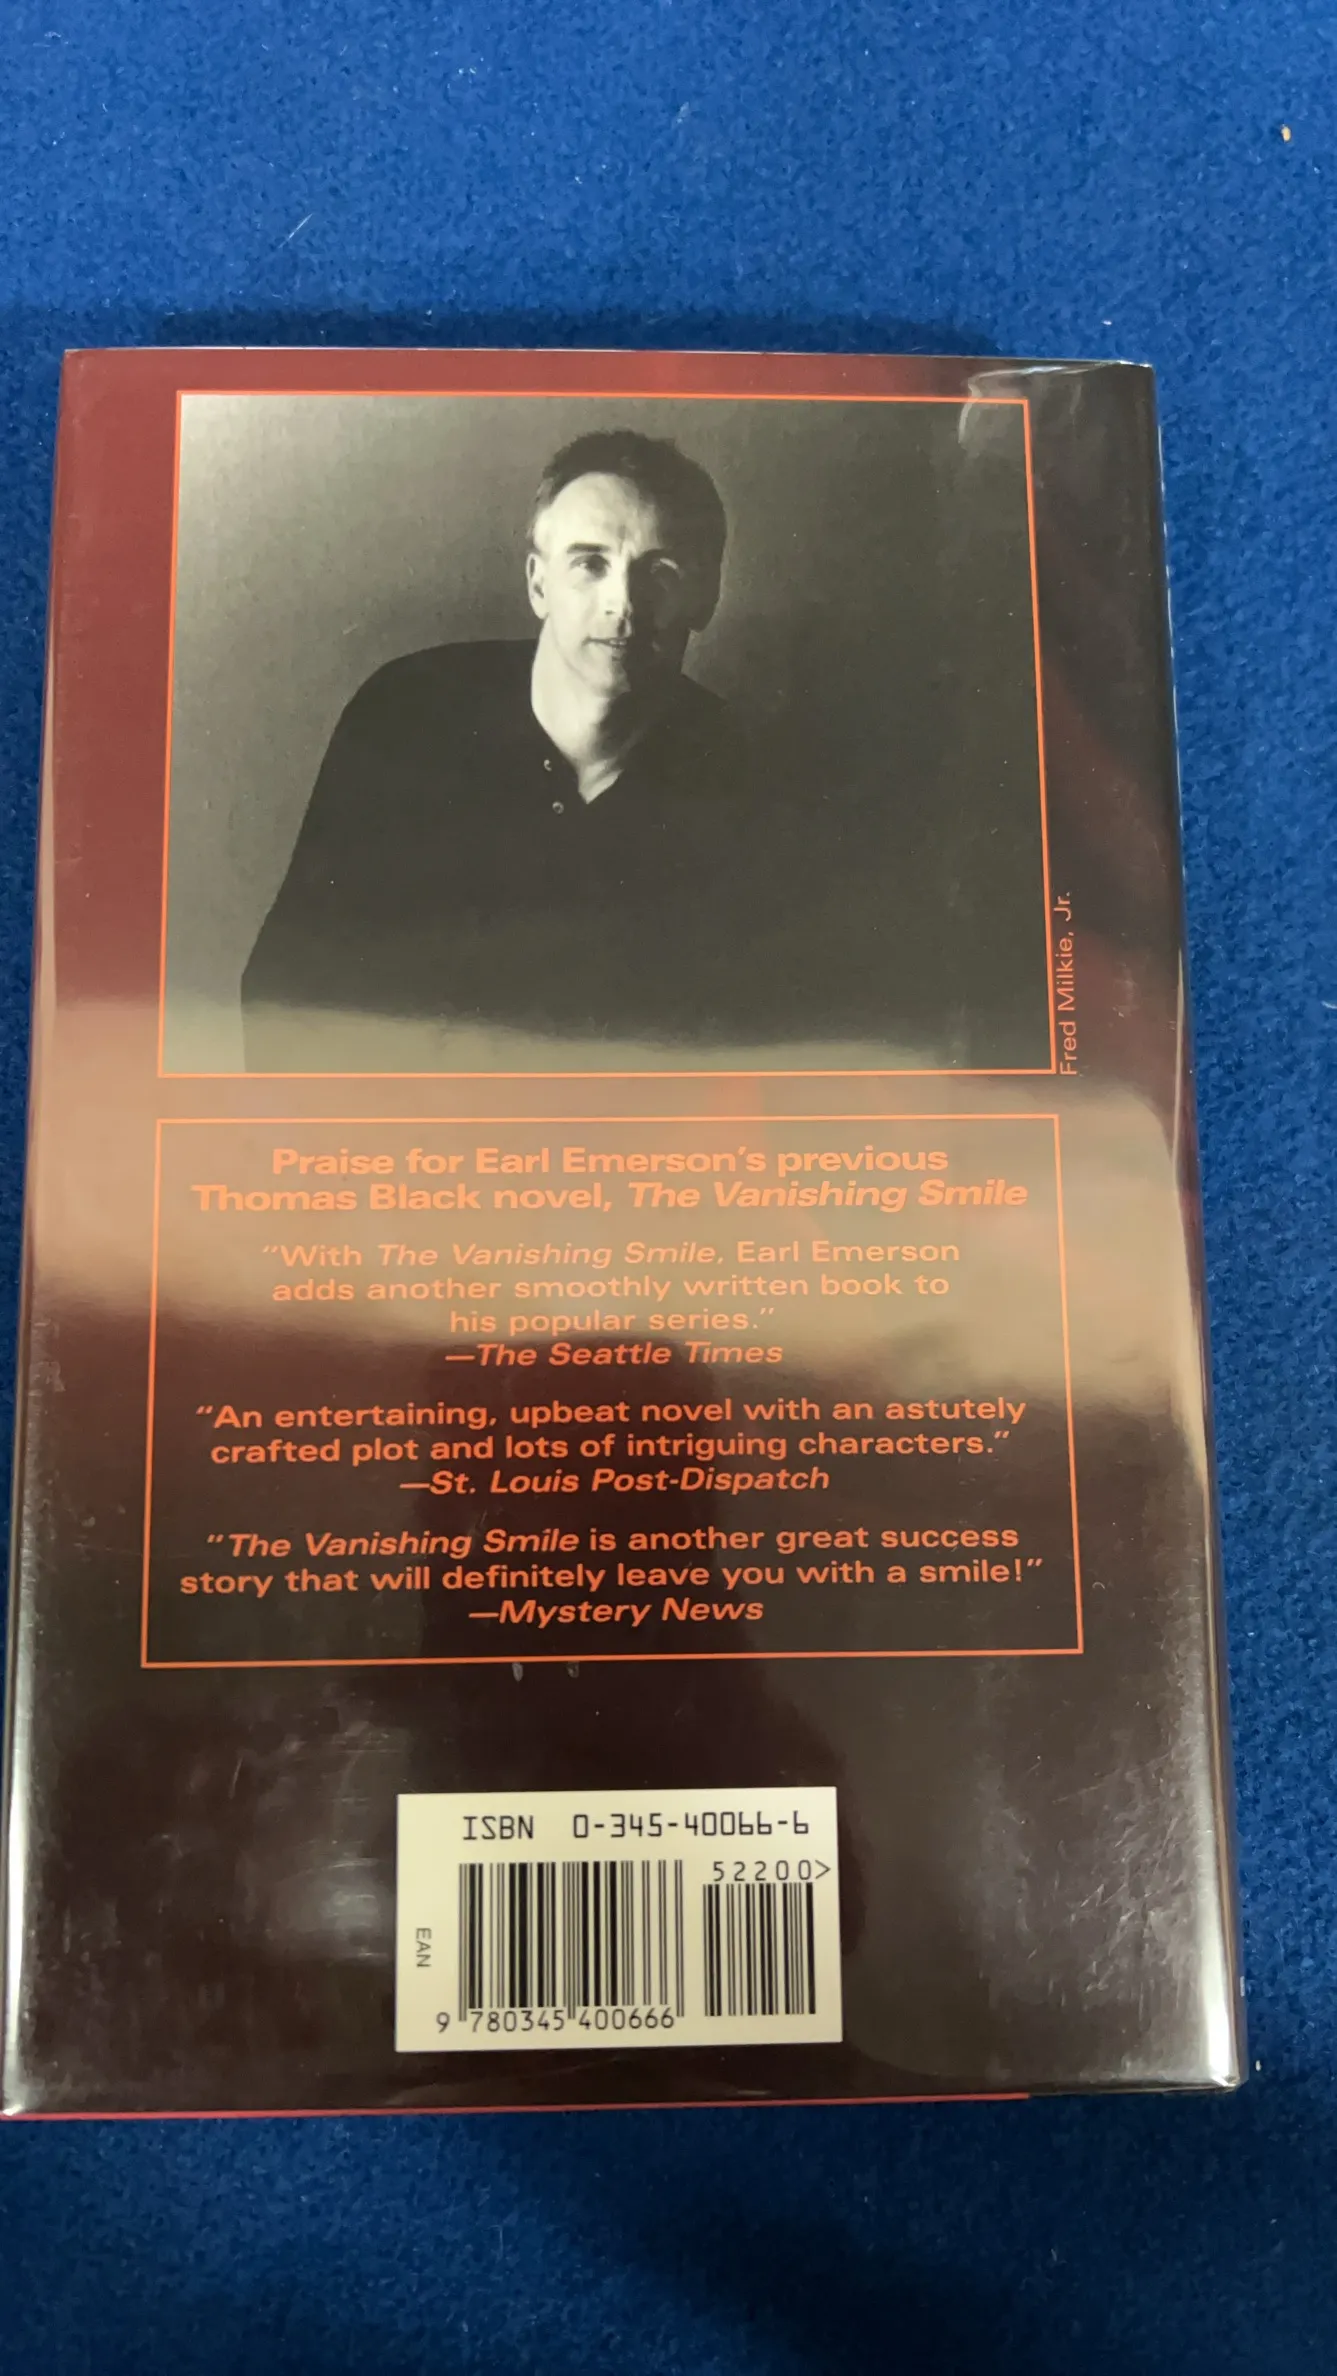 Fred Milkie, Jr.
Praise for Earl Emerson's previous
Thomas Black novel, The Vanishing Smile
"With The Vanishing Smile, Earl Emerson
adds another smoothly written book to
his popular series."
—The Seattle Times
"An entertaining, upbeat novel with an astutely
crafted plot and lots of intriguing characters."
—St. Louis Post-Dispatch
"The Vanishing Smile is another great success
story that will definitely leave you with a smile!"
—Mystery News
ISBN 0-345-40066-6
52200>
EAN
9 780345 400666